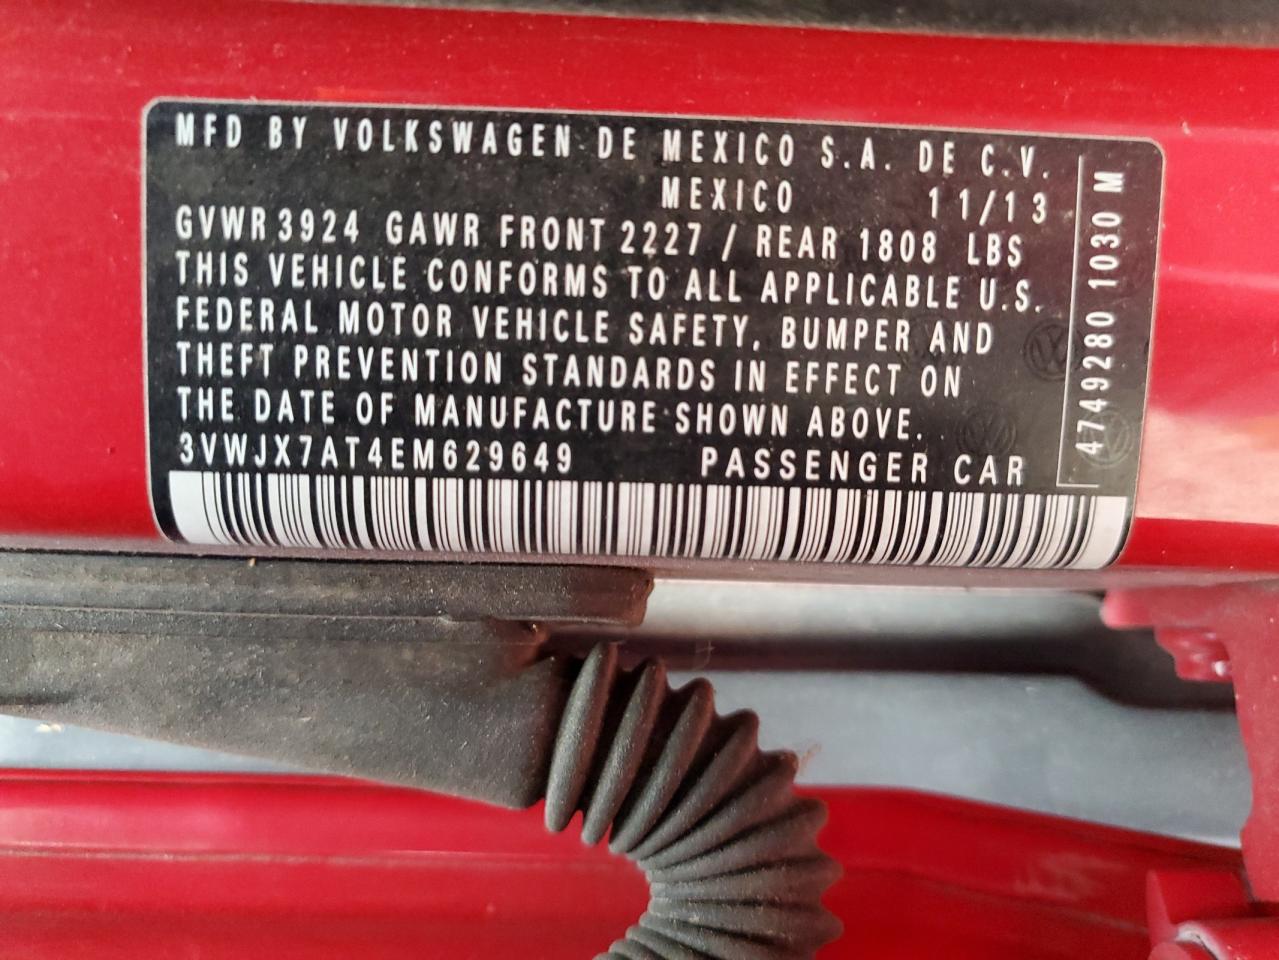 MFD BY VOLKSWAGEN DE MEXICO S.A. DE C.V.
MEXICO 11/13
GVWR 3924 GAWR FRONT 2227 / REAR 1808 LBS
THIS VEHICLE CONFORMS TO ALL APPLICABLE U.S.
FEDERAL MOTOR VEHICLE SAFETY, BUMPER AND
THEFT PREVENTION STANDARDS IN EFFECT ON
THE DATE OF MANUFACTURE SHOWN ABOVE.
3VWJX7AT4EM629649 PASSENGER CAR
4749280 1030 M